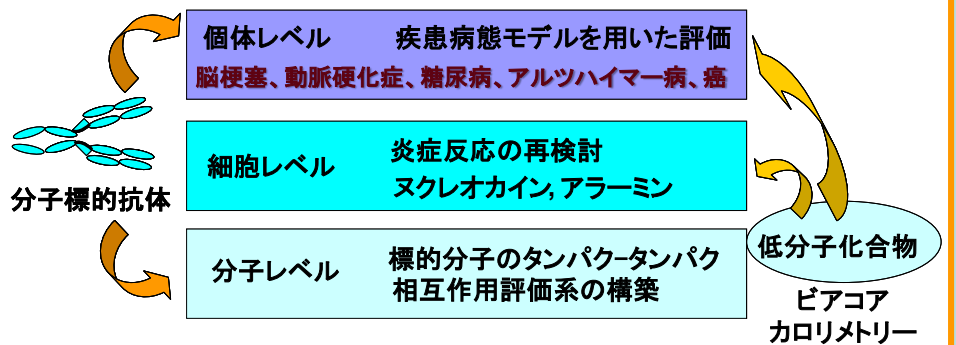 個体レベル 疾患病態モデルを用いた評価
脳梗塞、動脈硬化症、糖尿病、アルツハイマー病、癌
分子標的抗体
細胞レベル 炎症反応の再検討
ヌクレオカイン, アラーミン
分子レベル 標的分子のタンパク-タンパク
相互作用評価系の構築
低分子化合物
ビアコア
カロリメトリー